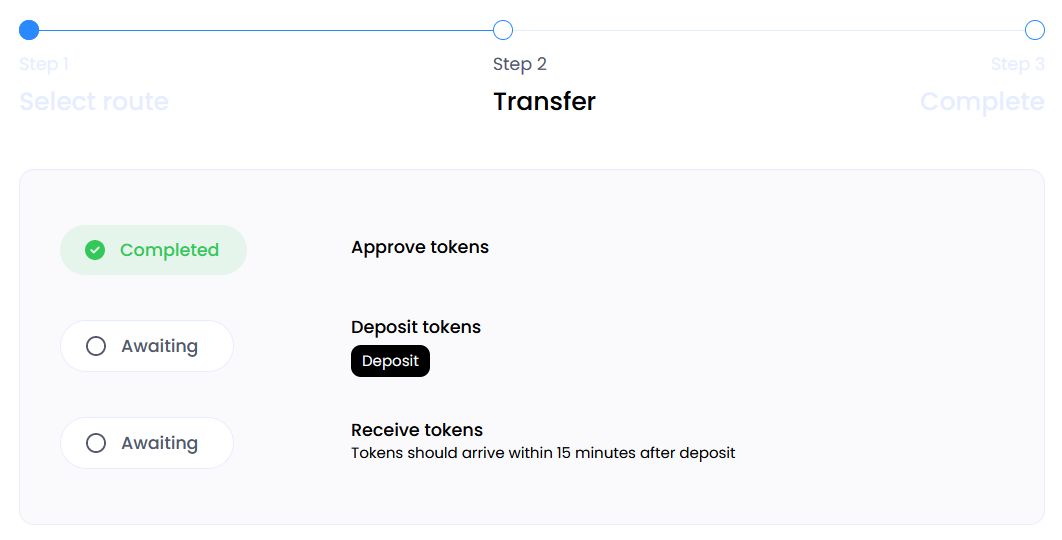 Step 1
Step 2
Step 3
Select route
Transfer
Complete
Completed
Approve tokens
Awaiting
Deposit tokens
Deposit
Awaiting
Receive tokens
Tokens should arrive within 15 minutes after deposit